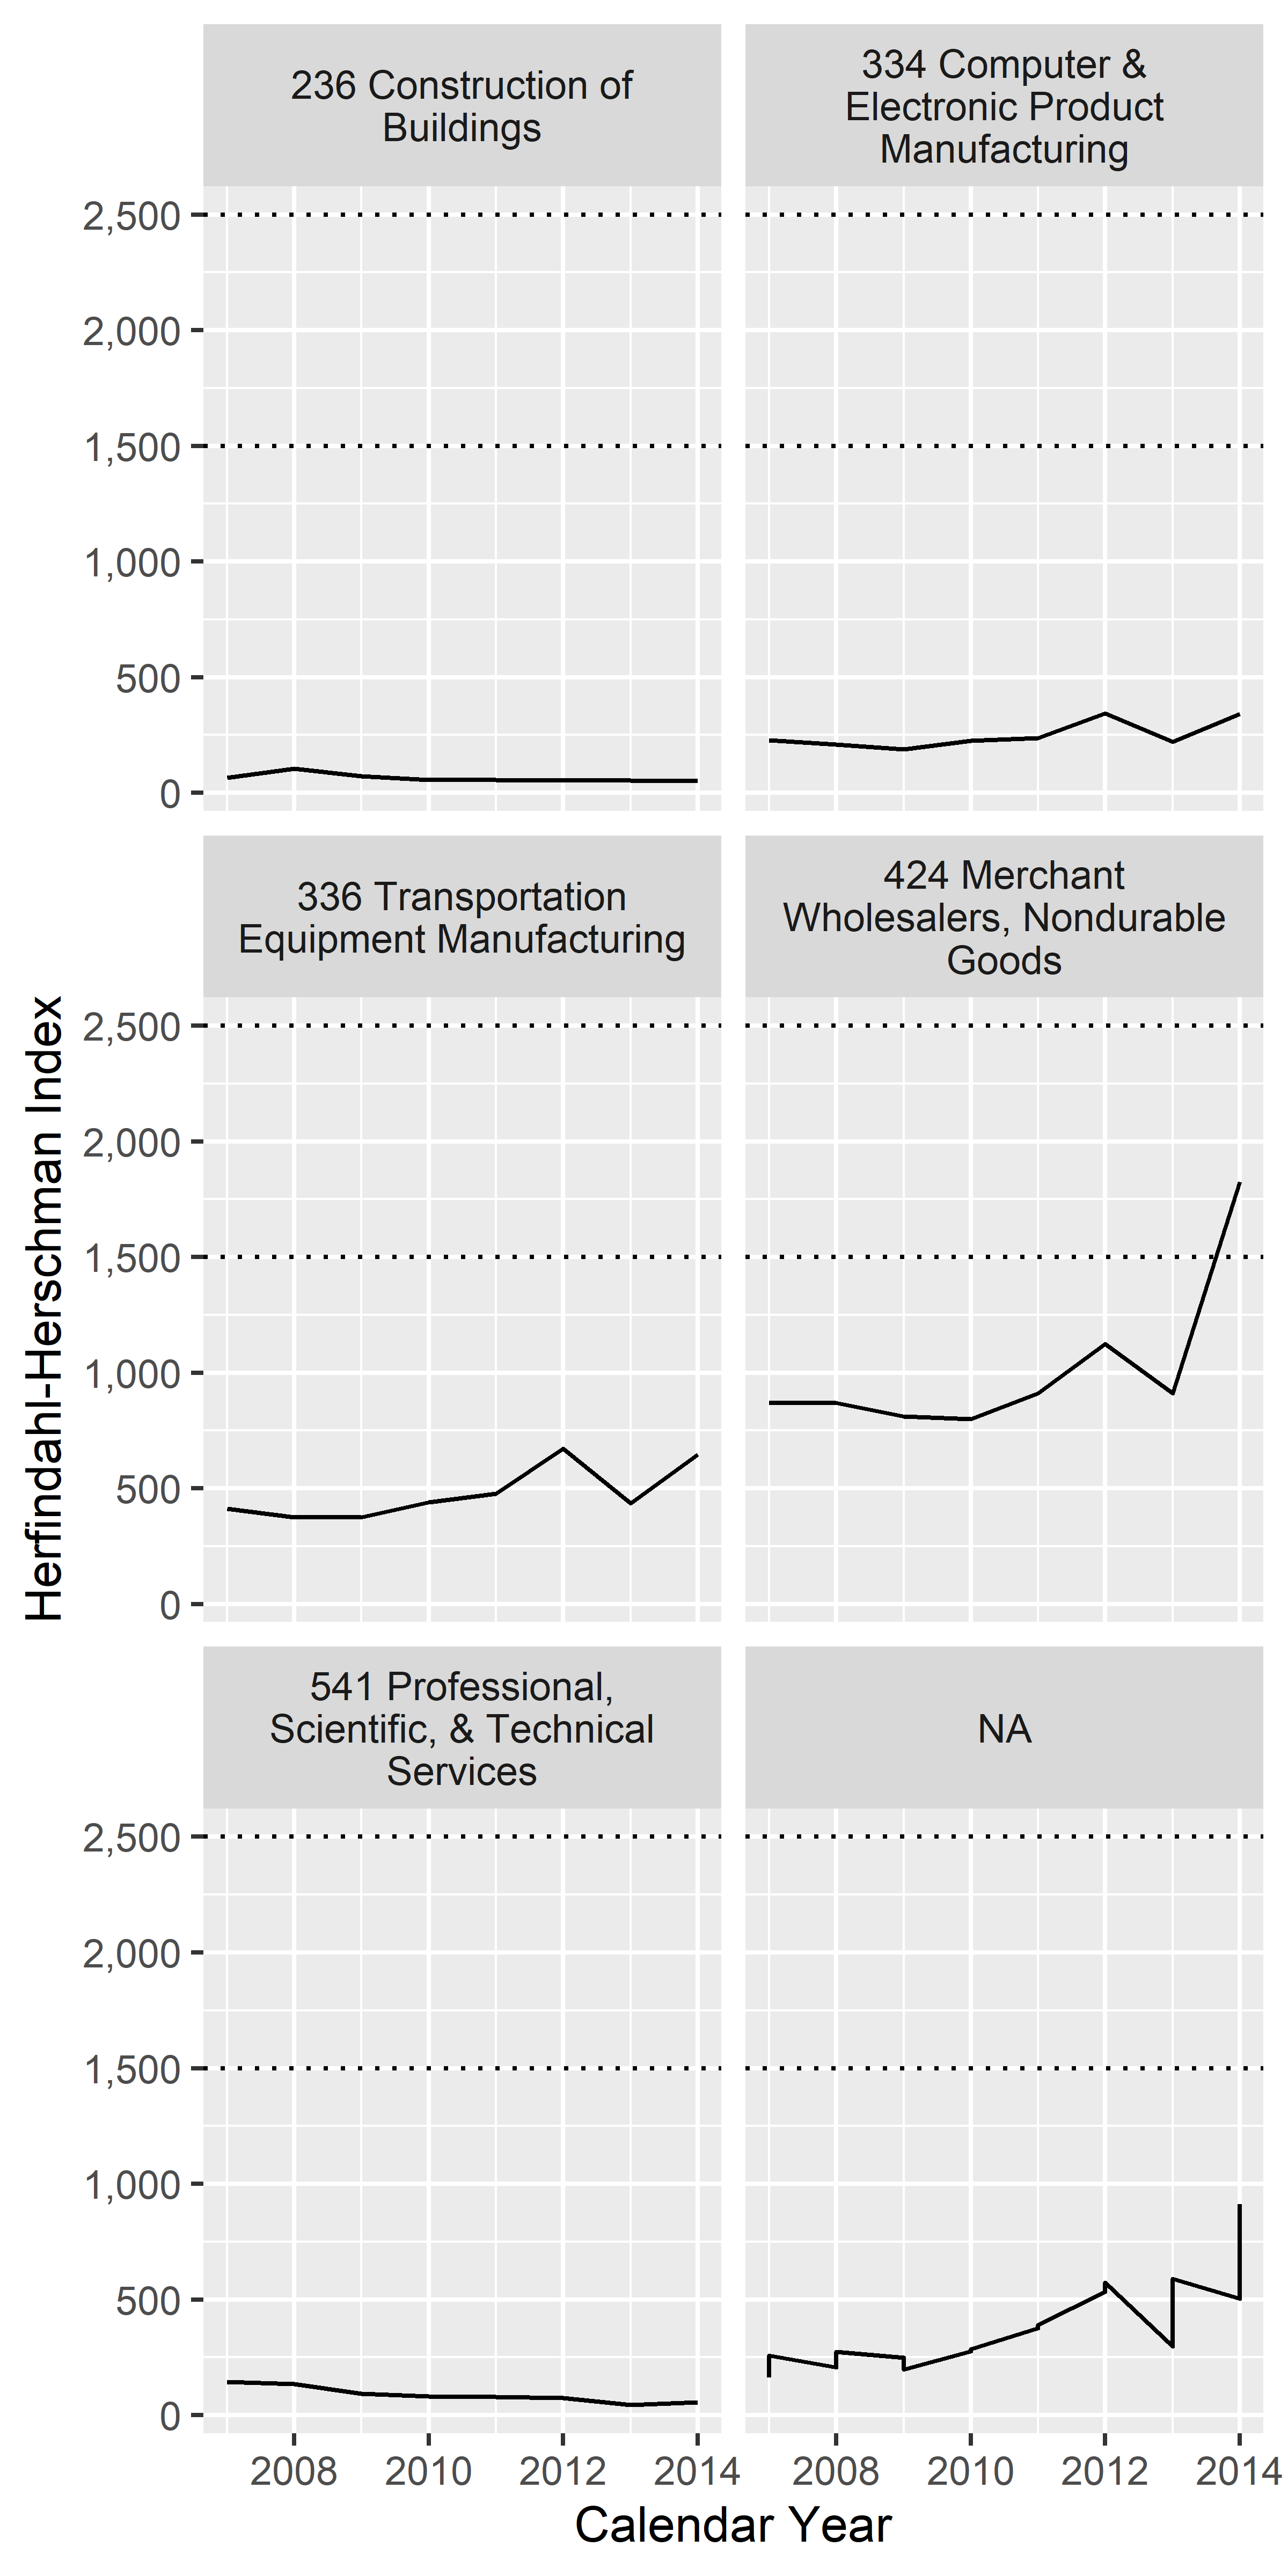 236 Construction of
Buildings
334 Computer &
Electronic Product
Manufacturing
2,500
2,000
1,500
1,000
500
0
336 Transportation
Equipment Manufacturing
424 Merchant
Wholesalers, Nondurable
Goods
Herfindahl-Herschman Index
2,500
2,000
1,500
1,000
500
0
541 Professional,
Scientific, & Technical
Services
NA
2,500
2,000
1,500
1,000
500
0
2008 2010 2012 2014 2008 2010 2012 2014
Calendar Year